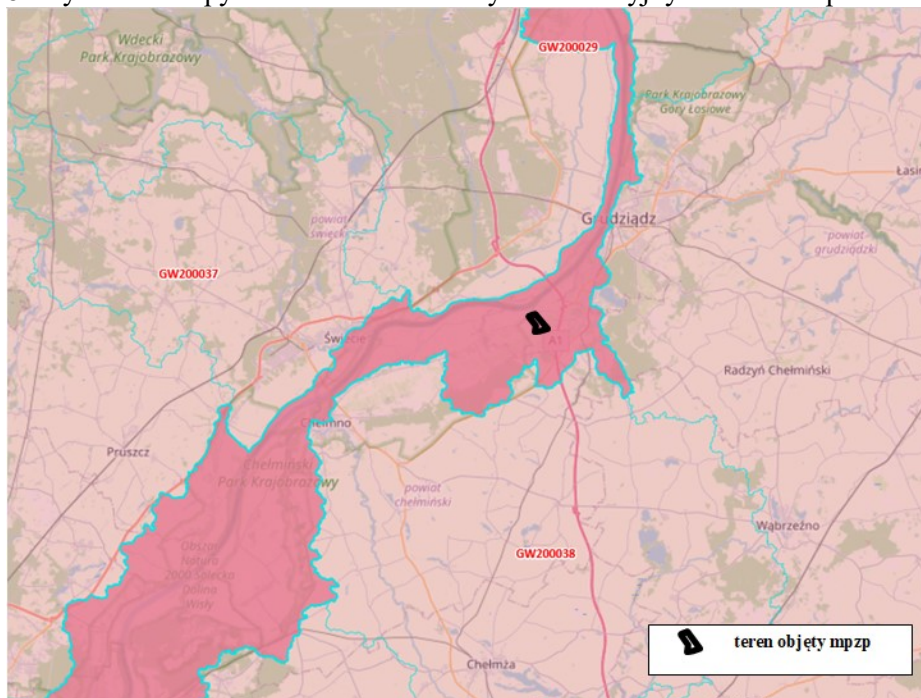 Wdecki
Park Krajobrazowy
GW200029
Park Krajobrazowy
Góry Łosiowe
Łasin
Grudziądz
powiat
świecki
powiat
grudziądzki
GW200037
Świecie
A1
Radzyń Chełmiński
Chełmno
Pruszcz
Chełmiński
Park Krajobrazowy
powiat
chełmiński
Wąbrzeźno
Obszar
Natura
2000 Solecka
Dolina
Wisły
GW200038
teren objęty mpzp
Chełmża